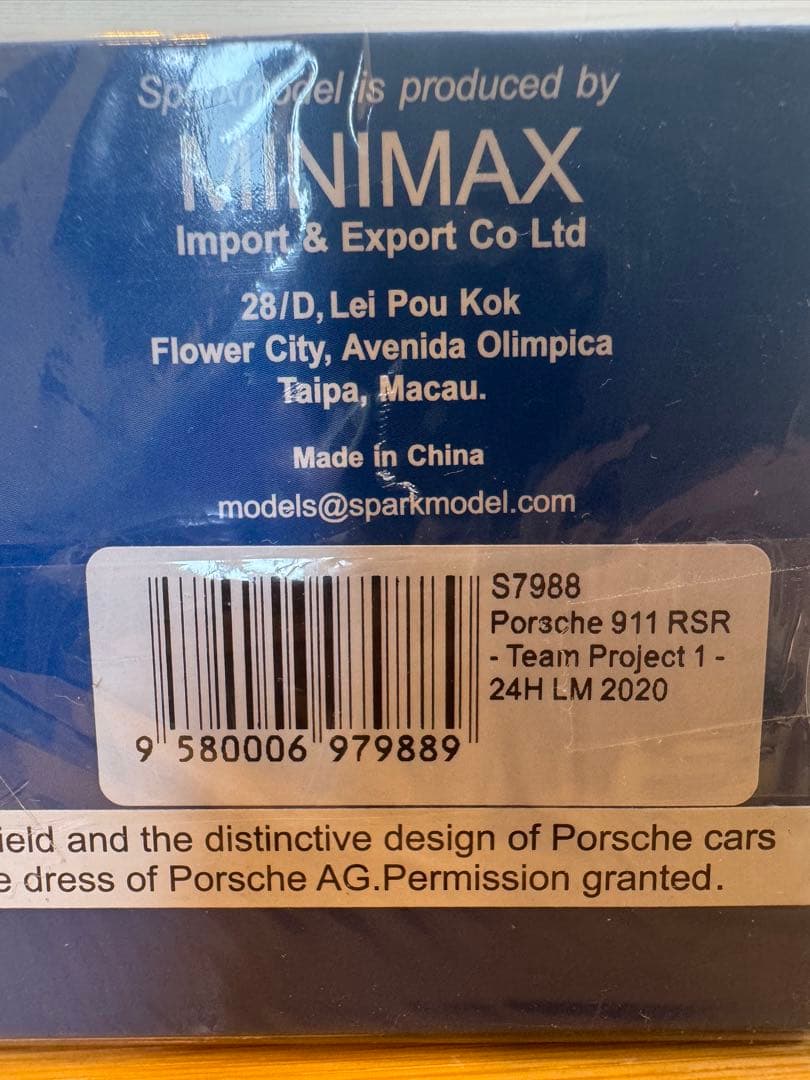 Sparkmodel is produced by
MINIMAX
Import & Export Co Ltd
28/D, Lei Pou Kok
Flower City, Avenida Olimpica
Taipa, Macau.
Made in China
models@sparkmodel.com
S7988
Porsche 911 RSR
- Team Project 1 -
24H LM 2020
9 580006 979889
ield and the distinctive design of Porsche cars
e dress of Porsche AG.Permission granted.